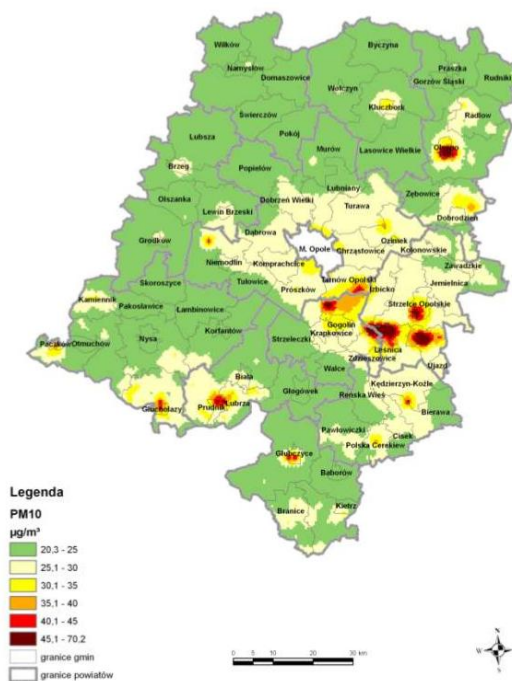 Wilków
Byczyna
Namysłów
Praszka
Domaszowice
Gorzów Śląski
Rudniki
Wołczyn
Kluczbork
Radłów
Świerczów
Lubsza
Pokój
Murów
Lasowice Wielkie
Olesno
Brzeg
Popielów
Zębowice
Olszanka
Łubniany
Lewin Brzeski
Dobrzeń Wielki
Turawa
Dobrodzień
Grodków
Dąbrowa
M. Opole
Ozimek
Chrząstowice
Kolonowskie
Niemodlin
Komprachcice
Zawadzkie
Skoroszyce
Tułowice
Prószków
Tarnów Opolski
Izbicko
Jemielnica
Kamiennik
Pakosławice
Łambinowice
Strzelce Opolskie
Gogolin
Paczków
Otmuchów
Nysa
Korfantów
Strzeleczki
Krapkowice
Leśnica
Zdzieszowice
Ujazd
Walce
Biała
Kędzierzyn-Koźle
Głogówek
Reńska Wieś
Głuchołazy
Prudnik
Lubrza
Bierawa
Pawłowiczki
Cisek
Polska Cerekiew
Głubczyce
Baborów
Branice
Kietrz
Legenda
PM10
µg/m³
20,3 - 25
25,1 - 30
30,1 - 35
35,1 - 40
40,1 - 45
45,1 - 70,2
granice gmin
granice powiatów
0 5 10 20 30 km
N
W E
S